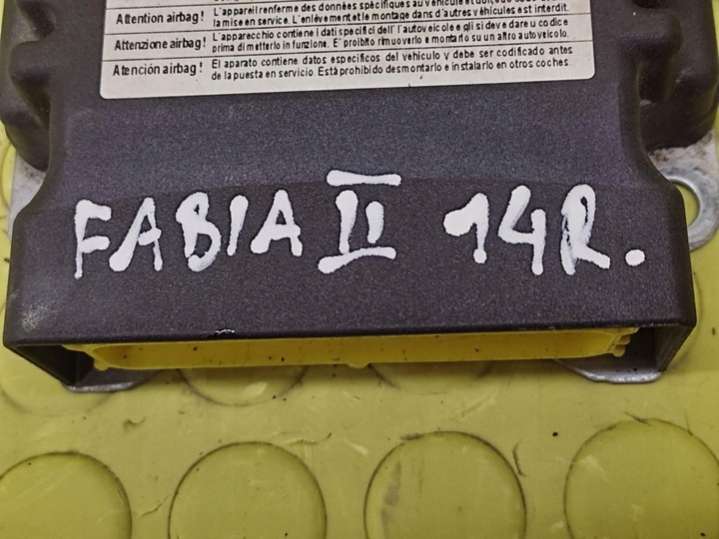 Attention airbag! L'appareil renferme des données spécifiques au véhicule et doit
la mise en service. L'enlèvement et le montage dans d'autres véhicules est interdit.
Attenzione airbag! L'apparecchio contiene i dati specifici dell'autoveicolo e gli si deve dare u codice
prima di metterlo in funzione. E' proibito rimuoverlo e montarlo su un altro autoveicolo.
Atención airbag! El aparato contiene datos específicos del vehículo y debe ser codificado antes
de la puesta en servicio. Está prohibido desmontarlo e instalarlo en otros coches.
FABIA II 14R.